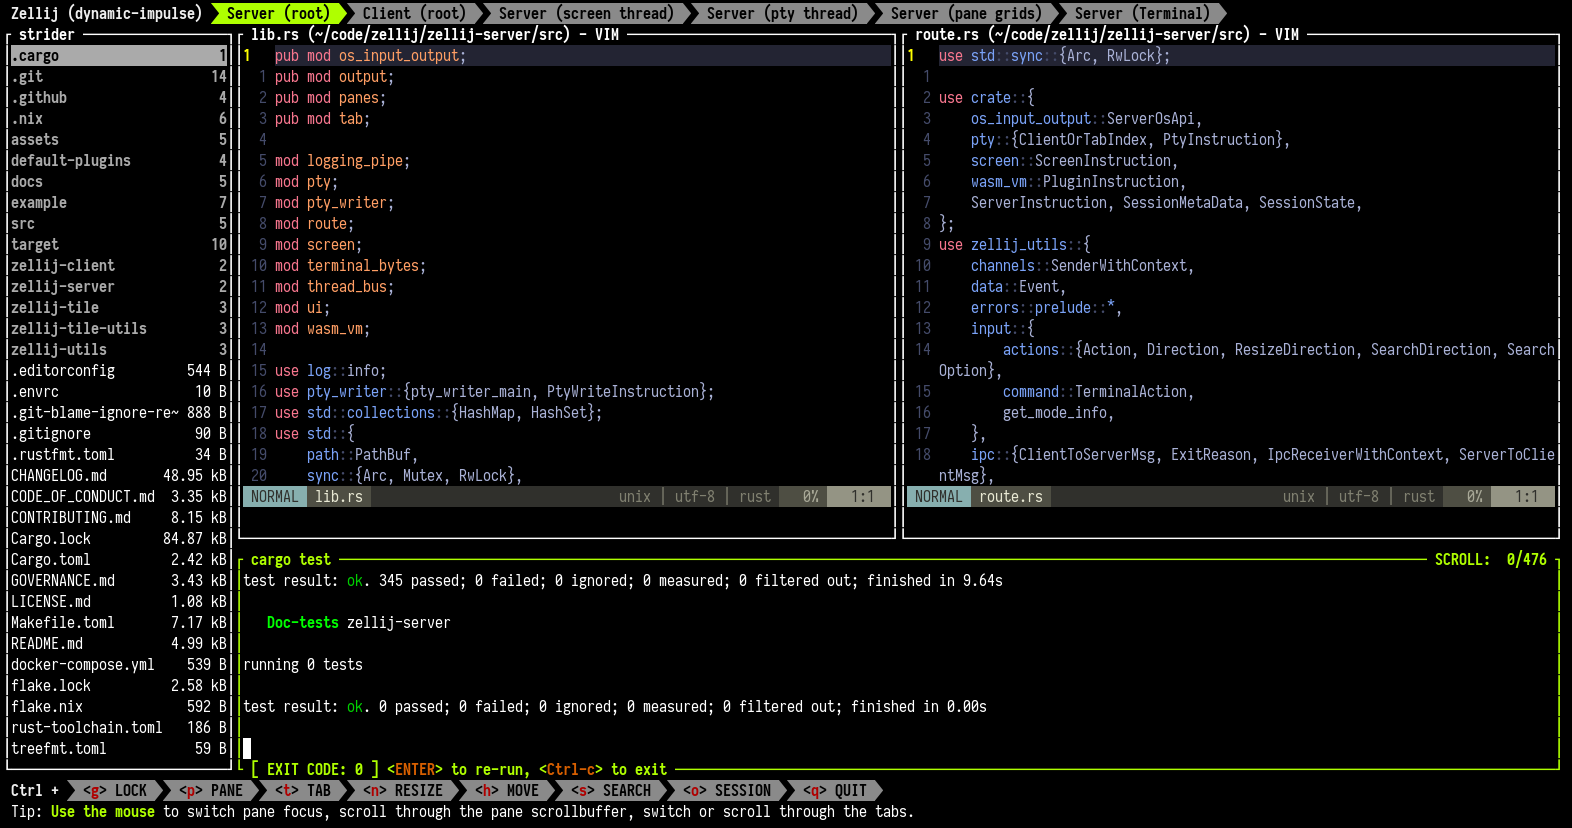 Zellij (dynamic-impulse) Server (root) Client (root) Server (screen thread) Server (pty thread) Server (pane grids) Server (Terminal)
strider
.cargo 1
.git 14
.github 4
.nix 6
assets 5
default-plugins 4
docs 5
example 7
src 5
target 10
zellij-client 2
zellij-server 2
zellij-tile 3
zellij-tile-utils 3
zellij-utils 3
.editorconfig 544 B
.envrc 10 B
.git-blame-ignore-re~ 888 B
.gitignore 90 B
.rustfmt.toml 34 B
CHANGELOG.md 48.95 kB
CODE_OF_CONDUCT.md 3.35 kB
CONTRIBUTING.md 8.15 kB
Cargo.lock 84.87 kB
Cargo.toml 2.42 kB
GOVERNANCE.md 3.43 kB
LICENSE.md 1.08 kB
Makefile.toml 7.17 kB
README.md 4.99 kB
docker-compose.yml 539 B
flake.lock 2.58 kB
flake.nix 592 B
rust-toolchain.toml 186 B
treefmt.toml 59 B
lib.rs (~/code/zellij/zellij-server/src) - VIM
1 pub mod os_input_output;
1 pub mod output;
2 pub mod panes;
3 pub mod tab;
4
5 mod logging_pipe;
6 mod pty;
7 mod pty_writer;
8 mod route;
9 mod screen;
10 mod terminal_bytes;
11 mod thread_bus;
12 mod ui;
13 mod wasm_vm;
14
15 use log::info;
16 use pty_writer::{pty_writer_main, PtyWriteInstruction};
17 use std::collections::{HashMap, HashSet};
18 use std::{
19     path::PathBuf,
20     sync::{Arc, Mutex, RwLock},
NORMAL lib.rs unix | utf-8 | rust 0% 1:1
route.rs (~/code/zellij/zellij-server/src) - VIM
1 use std::sync::{Arc, RwLock};
1
2 use crate::{
3     os_input_output::ServerOsApi,
4     pty::{ClientOrTabIndex, PtyInstruction},
5     screen::ScreenInstruction,
6     wasm_vm::PluginInstruction,
7     ServerInstruction, SessionMetaData, SessionState,
8 };
9 use zellij_utils::{
10     channels::SenderWithContext,
11     data::Event,
12     errors::prelude::*,
13     input::{
14         actions::{Action, Direction, ResizeDirection, SearchDirection, Search
Option},
15         command::TerminalAction,
16         get_mode_info,
17     },
18     ipc::{ClientToServerMsg, ExitReason, IpcReceiverWithContext, ServerToClie
ntMsg},
NORMAL route.rs unix | utf-8 | rust 0% 1:1
cargo test SCROLL: 0/476
test result: ok. 345 passed; 0 failed; 0 ignored; 0 measured; 0 filtered out; finished in 9.64s
Doc-tests zellij-server
running 0 tests
test result: ok. 0 passed; 0 failed; 0 ignored; 0 measured; 0 filtered out; finished in 0.00s
[ EXIT CODE: 0 ] <ENTER> to re-run, <Ctrl-c> to exit
Ctrl + <g> LOCK <p> PANE <t> TAB <n> RESIZE <h> MOVE <s> SEARCH <o> SESSION <q> QUIT
Tip: Use the mouse to switch pane focus, scroll through the pane scrollbuffer, switch or scroll through the tabs.